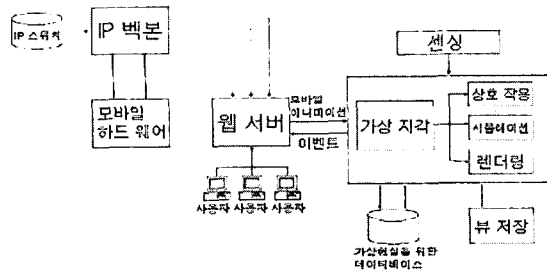 IP 스위치
IP 백본
모바일
하드 웨어
웹 서버
모바일
애니메이션
이벤트
사용자
사용자
사용자
센싱
가상 지각
상호 작용
시뮬레이션
렌더링
가상현실을 위한
데이터베이스
뷰 저장